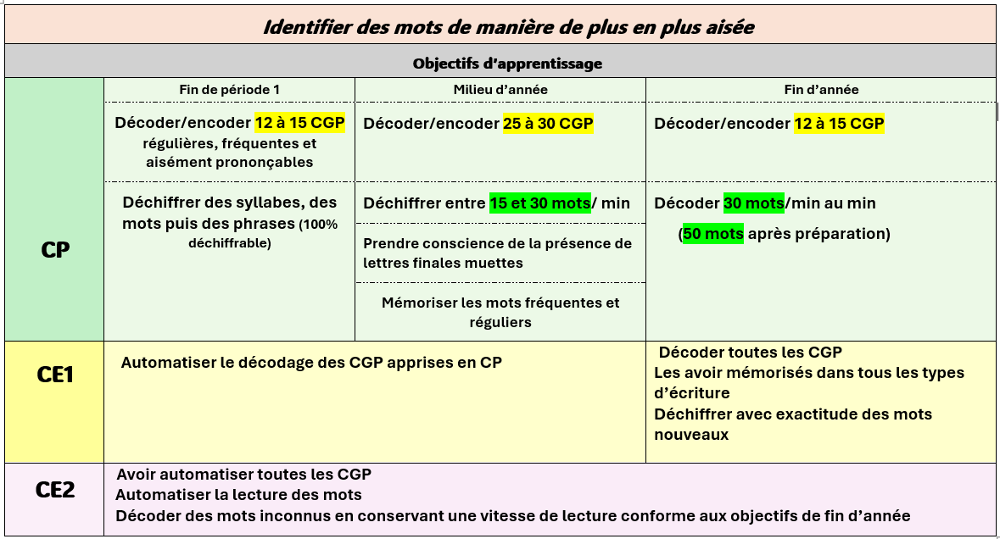 Identifier des mots de manière de plus en plus aisée
Objectifs d'apprentissage
CP
Fin de période 1
Décoder/encoder 12 à 15 CGP
régulières, fréquentes et
aisément prononçables
Déchiffrer des syllabes, des
mots puis des phrases (100%
déchiffrable)
Milieu d'année
Décoder/encoder 25 à 30 CGP
Déchiffrer entre 15 et 30 mots/ min
Prendre conscience de la présence de
lettres finales muettes
Mémoriser les mots fréquentes et
réguliers
Fin d'année
Décoder/encoder 12 à 15 CGP
Décoder 30 mots/min au min
(50 mots après préparation)
CE1
Automatiser le décodage des CGP apprises en CP
Décoder toutes les CGP
Les avoir mémorisés dans tous les types
d'écriture
Déchiffrer avec exactitude des mots
nouveaux
CE2
Avoir automatiser toutes les CGP
Automatiser la lecture des mots
Décoder des mots inconnus en conservant une vitesse de lecture conforme aux objectifs de fin d'année